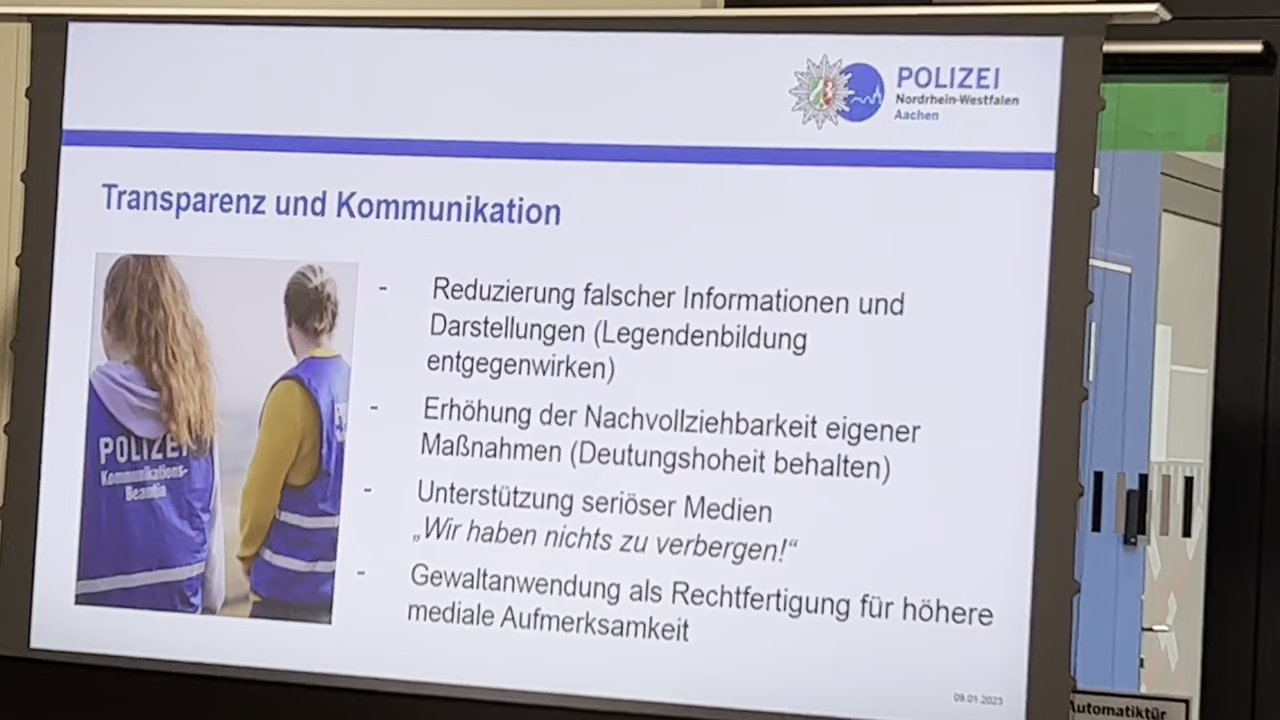 POLIZEI
Nordrhein-Westfalen
Aachen
Transparenz und Kommunikation
- Reduzierung falscher Informationen und
Darstellungen (Legendenbildung
entgegenwirken)
- Erhöhung der Nachvollziehbarkeit eigener
Maßnahmen (Deutungshoheit behalten)
- Unterstützung seriöser Medien
„Wir haben nichts zu verbergen!“
- Gewaltanwendung als Rechtfertigung für höhere
mediale Aufmerksamkeit
POLIZEI
Kommunikations-
Beamtin
09.01.2023
Automatiktür